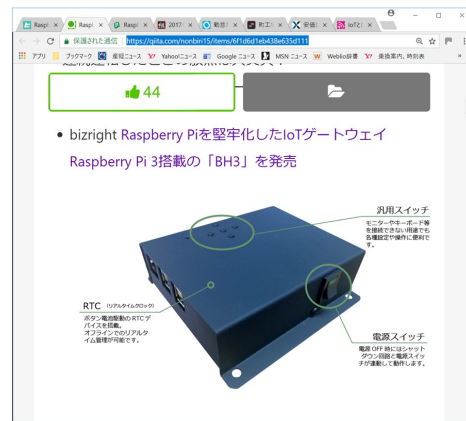 Raspi
Raspi
Raspi
2017
勤怠
町工
安価
IoTと
保護された通信 | https://qiita.com/nonbiri15/items/6f1d6d1eb438e635d111
アプリ ブックマーク 産経ニュース Yahoo!ニュース Google ニュース MSN ニュース Weblio辞書 乗換案内、時刻表 »
44
bizright Raspberry Piを堅牢化したIoTゲートウェイ
Raspberry Pi 3搭載の「BH3」を発売
汎用スイッチ
モニターやキーボード等
を接続できない用途でも
各種設定や操作に便利で
す。
RTC (リアルタイムクロック)
ボタン電池駆動の RTC デ
バイスを搭載。
オフラインでのリアルタ
イム管理が可能です。
電源スイッチ
電源 OFF 時にはシャット
ダウン回路と電源スイッ
チが連動して動作します。